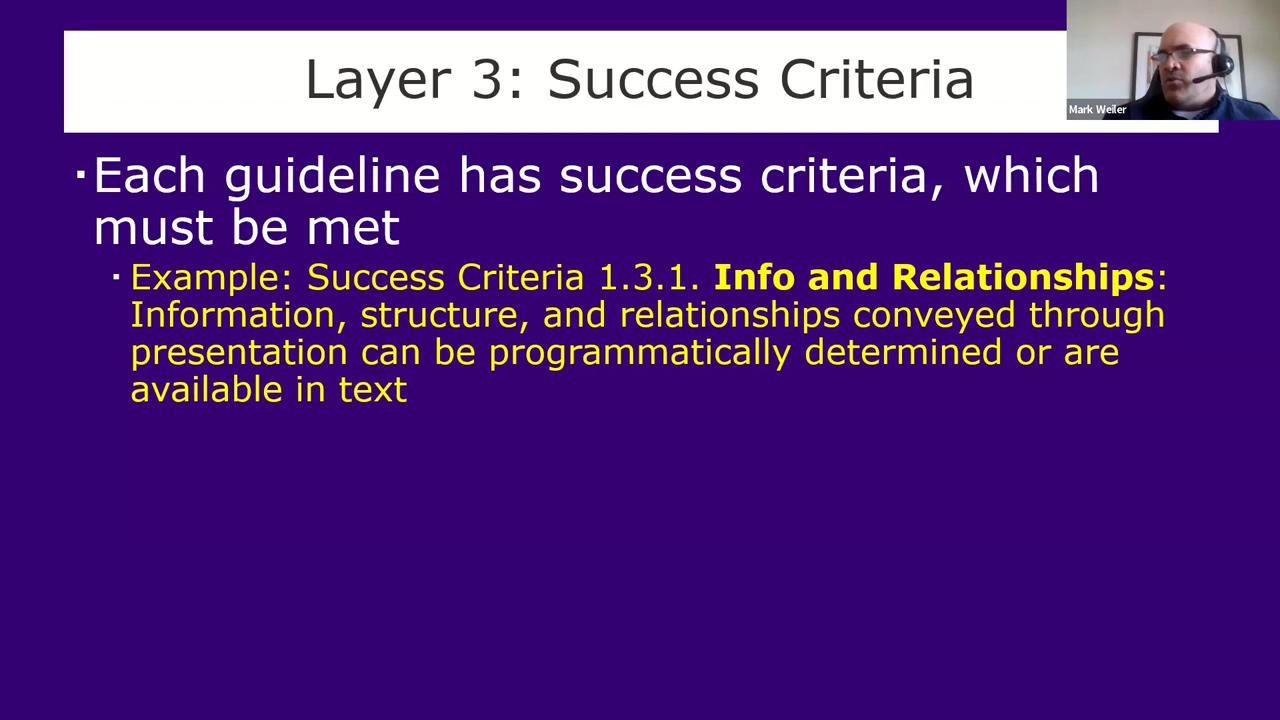 Layer 3: Success Criteria
Mark Weiler
▪Each guideline has success criteria, which
must be met
▪Example: Success Criteria 1.3.1. Info and Relationships:
Information, structure, and relationships conveyed through
presentation can be programmatically determined or are
available in text